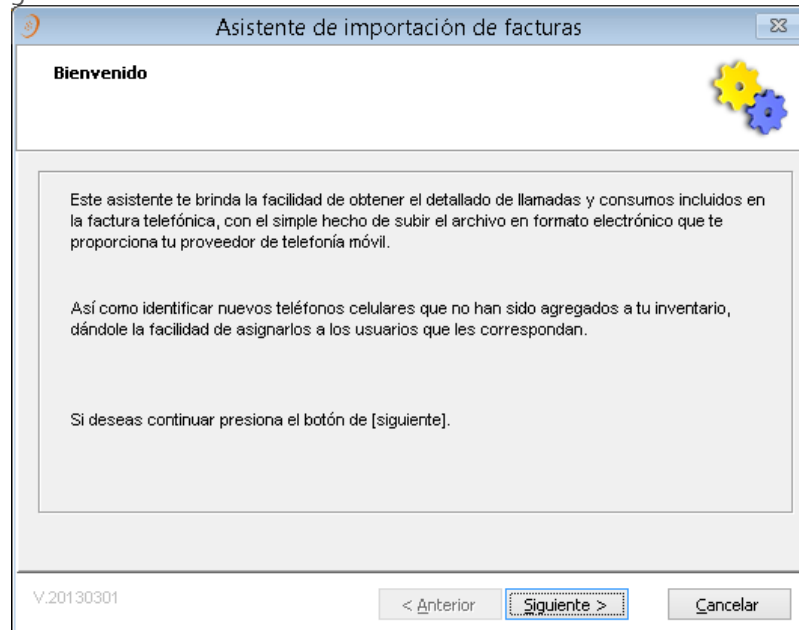 Asistente de importación de facturas
Bienvenido
Este asistente te brinda la facilidad de obtener el detallado de llamadas y consumos incluidos en
la factura telefónica, con el simple hecho de subir el archivo en formato electrónico que te
proporciona tu proveedor de telefonía móvil.
Así como identificar nuevos teléfonos celulares que no han sido agregados a tu inventario,
dándole la facilidad de asignarlos a los usuarios que les correspondan.
Si deseas continuar presiona el botón de [siguiente].
V.20130301
< Anterior
Siguiente >
Cancelar